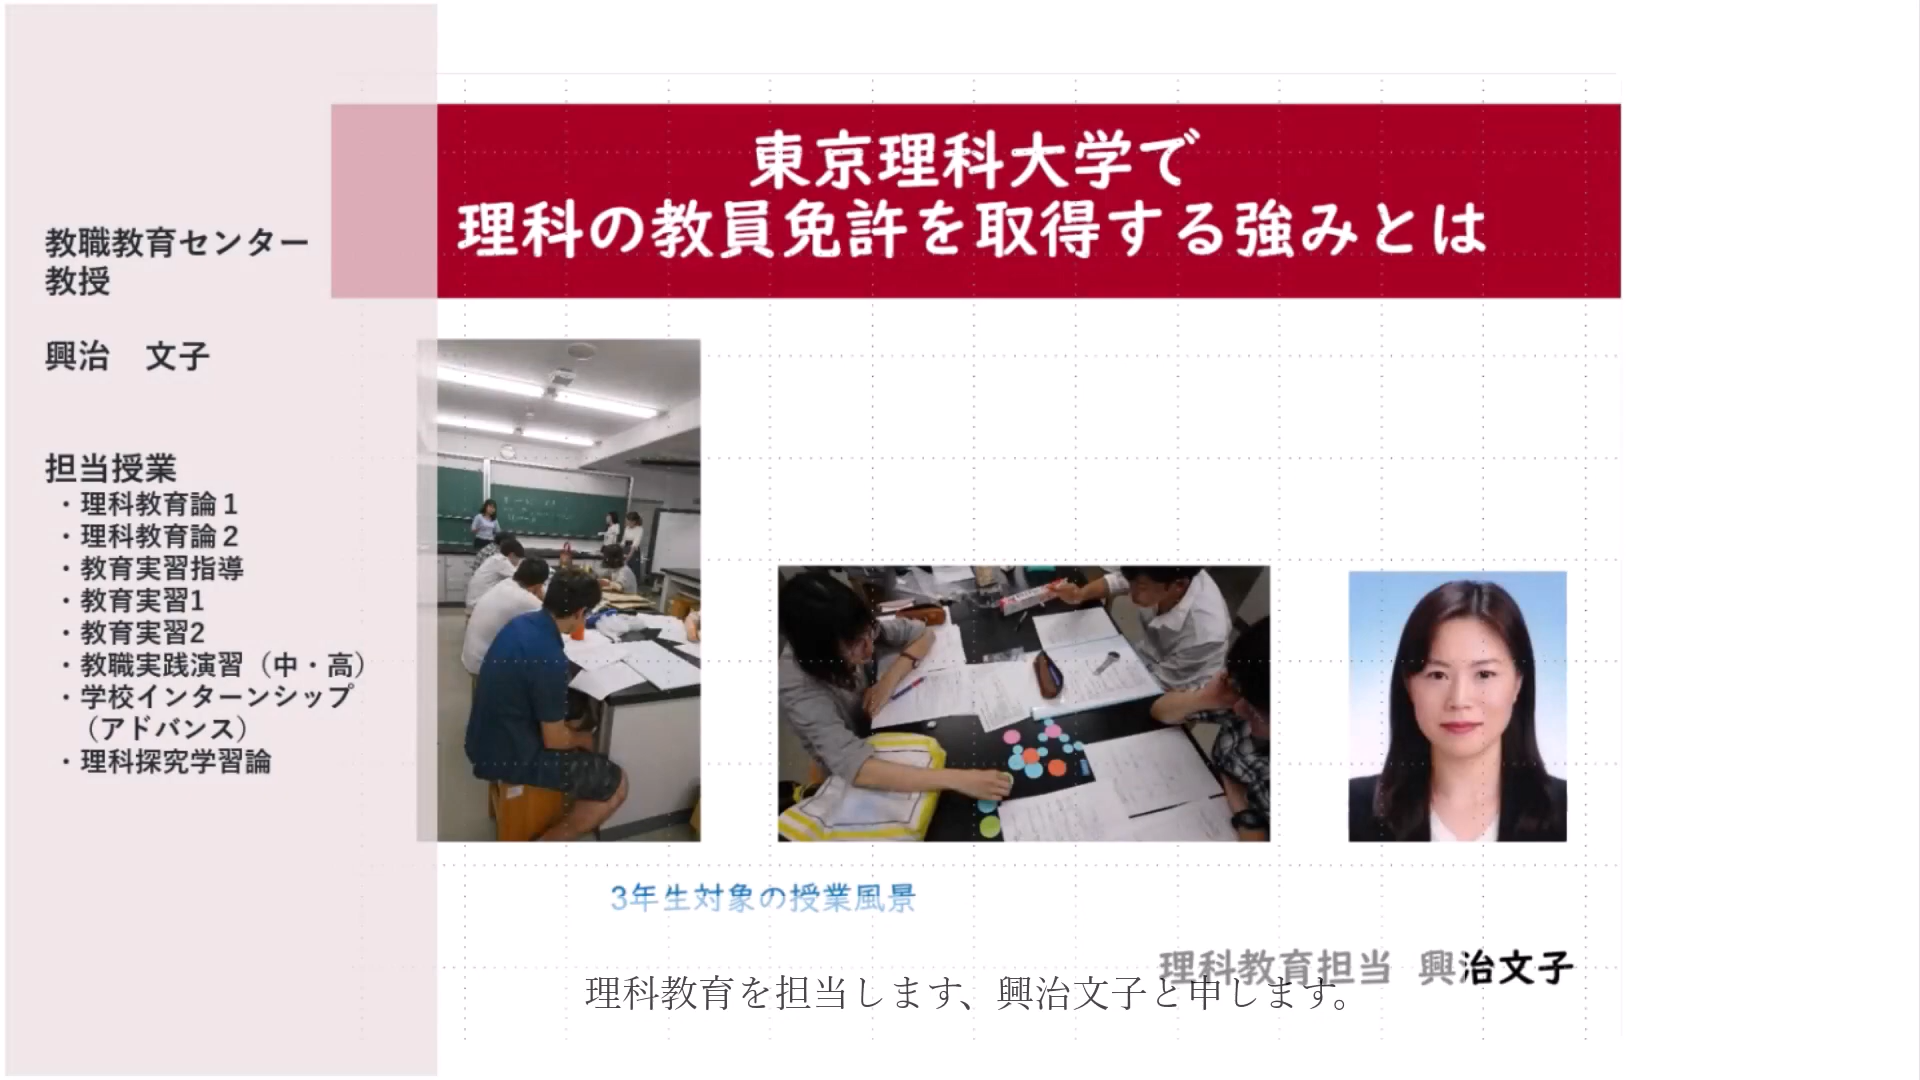 教職教育センター
教授
興治　文子
担当授業
・理科教育論１
・理科教育論２
・教育実習指導
・教育実習1
・教育実習2
・教職実践演習（中・高）
・学校インターンシップ
（アドバンス）
・理科探究学習論
東京理科大学で
理科の教員免許を取得する強みとは
3年生対象の授業風景
理科教育担当　興治文子
理科教育を担当します、興治文子と申します。